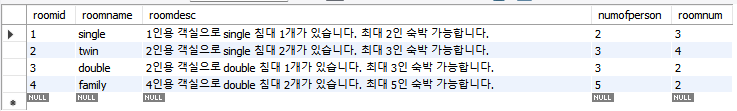 roomid roomname roomdesc numofperson roomnum
1 single 1인용 객실으로 single 침대 1개가 있습니다. 최대 2인 숙박 가능합니다. 2 3
2 twin 2인용 객실으로 single 침대 2개가 있습니다. 최대 3인 숙박 가능합니다. 3 4
3 double 2인용 객실으로 double 침대 1개가 있습니다. 최대 3인 숙박 가능합니다. 3 2
4 family 4인용 객실으로 double 침대 2개가 있습니다. 최대 5인 숙박 가능합니다. 5 2
NULL NULL NULL NULL NULL